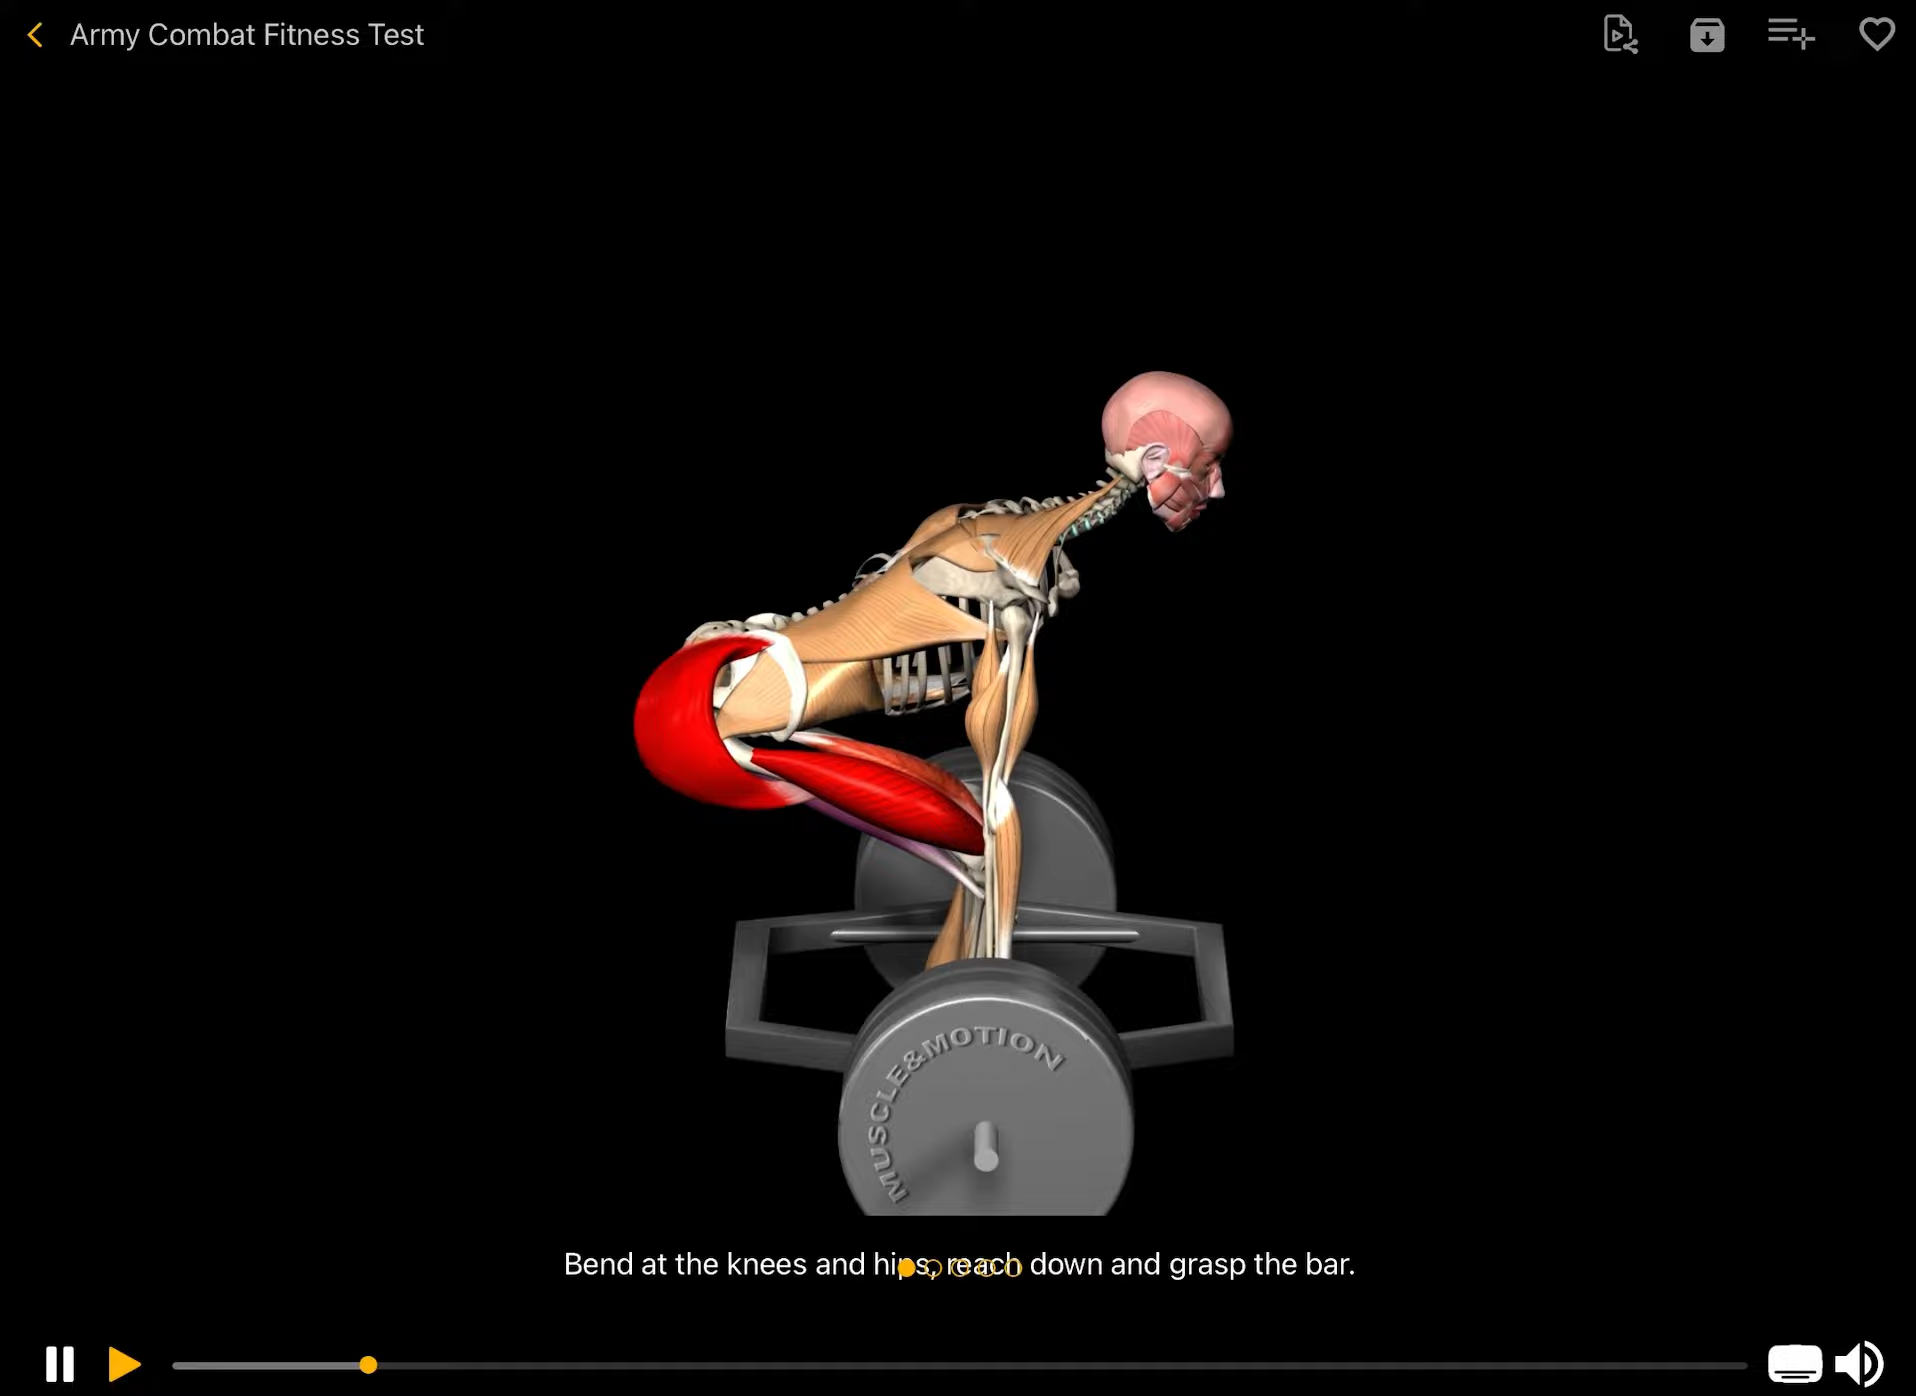 Army Combat Fitness Test
MUSCLE&MOTION
Bend at the knees and hips, reach down and grasp the bar.